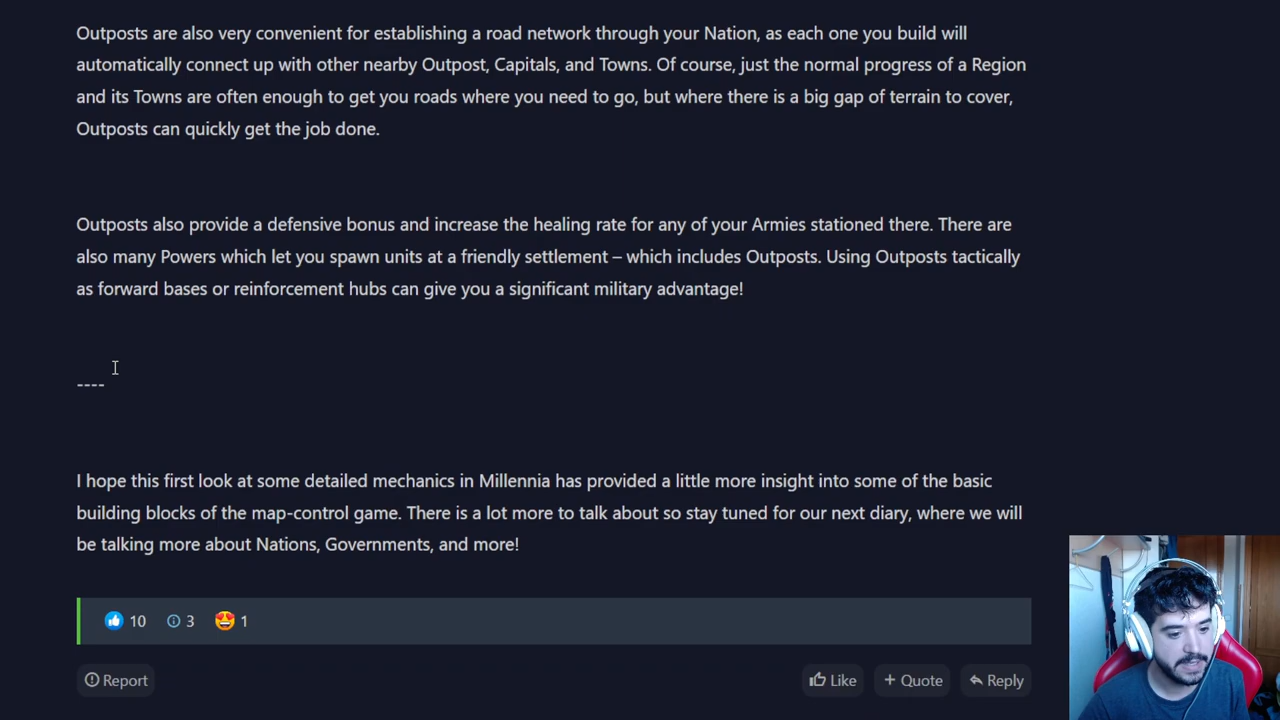 Outposts are also very convenient for establishing a road network through your Nation, as each one you build will
automatically connect up with other nearby Outpost, Capitals, and Towns. Of course, just the normal progress of a Region
and its Towns are often enough to get you roads where you need to go, but where there is a big gap of terrain to cover,
Outposts can quickly get the job done.
Outposts also provide a defensive bonus and increase the healing rate for any of your Armies stationed there. There are
also many Powers which let you spawn units at a friendly settlement – which includes Outposts. Using Outposts tactically
as forward bases or reinforcement hubs can give you a significant military advantage!
----
I hope this first look at some detailed mechanics in Millennia has provided a little more insight into some of the basic
building blocks of the map-control game. There is a lot more to talk about so stay tuned for our next diary, where we will
be talking more about Nations, Governments, and more!
10 3 1
Report Like + Quote Reply